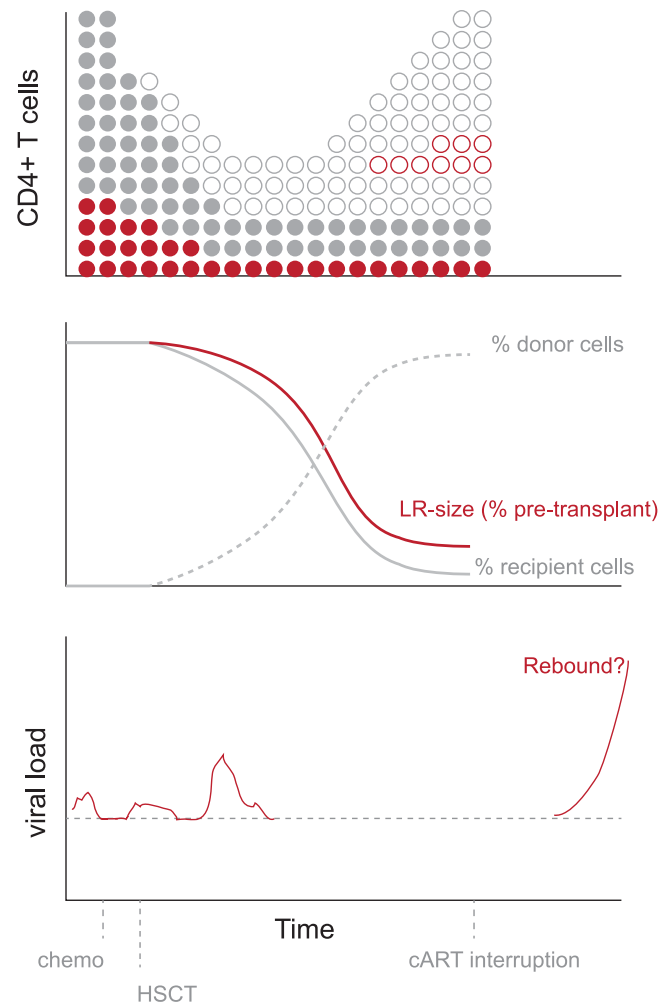 CD4+ T cells
% donor cells
LR-size (% pre-transplant)
% recipient cells
Rebound?
viral load
Time
chemo
cART interruption
HSCT